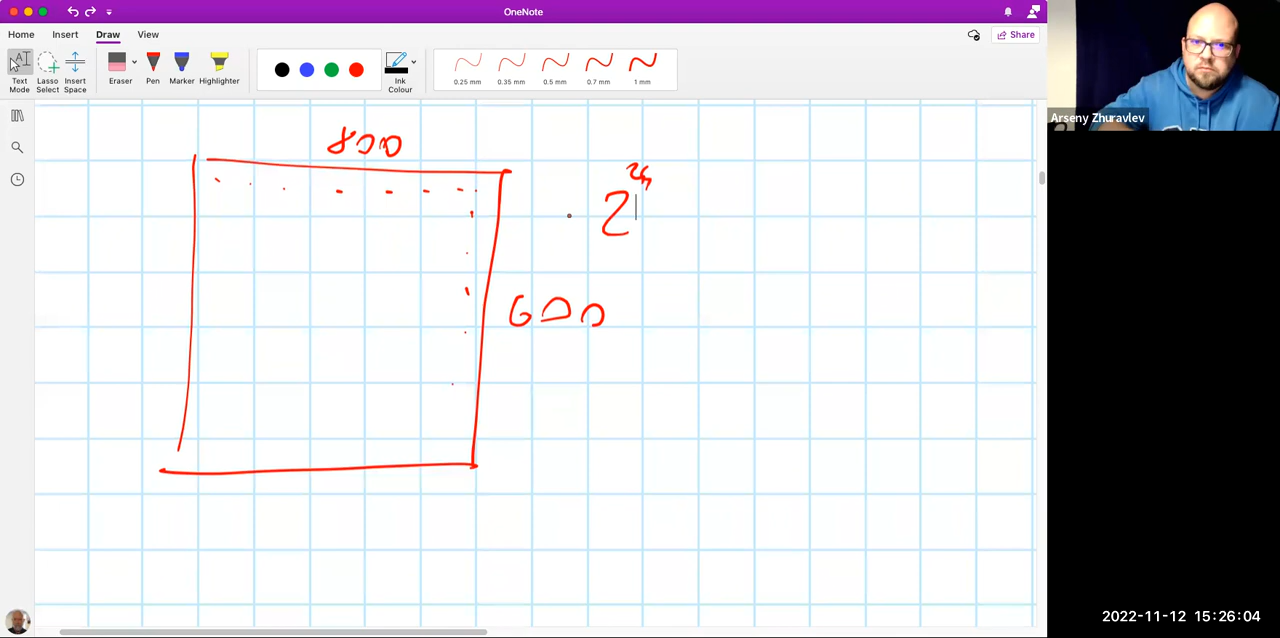 OneNote
Home Insert Draw View
Share
Text Mode
Lasso Select
Insert Space
Eraser
Pen
Marker
Highlighter
Ink Colour
0.25 mm
0.35 mm
0.5 mm
0.7 mm
1 mm
Arseny Zhuravlev
800
2
600
2022-11-12 15:26:04